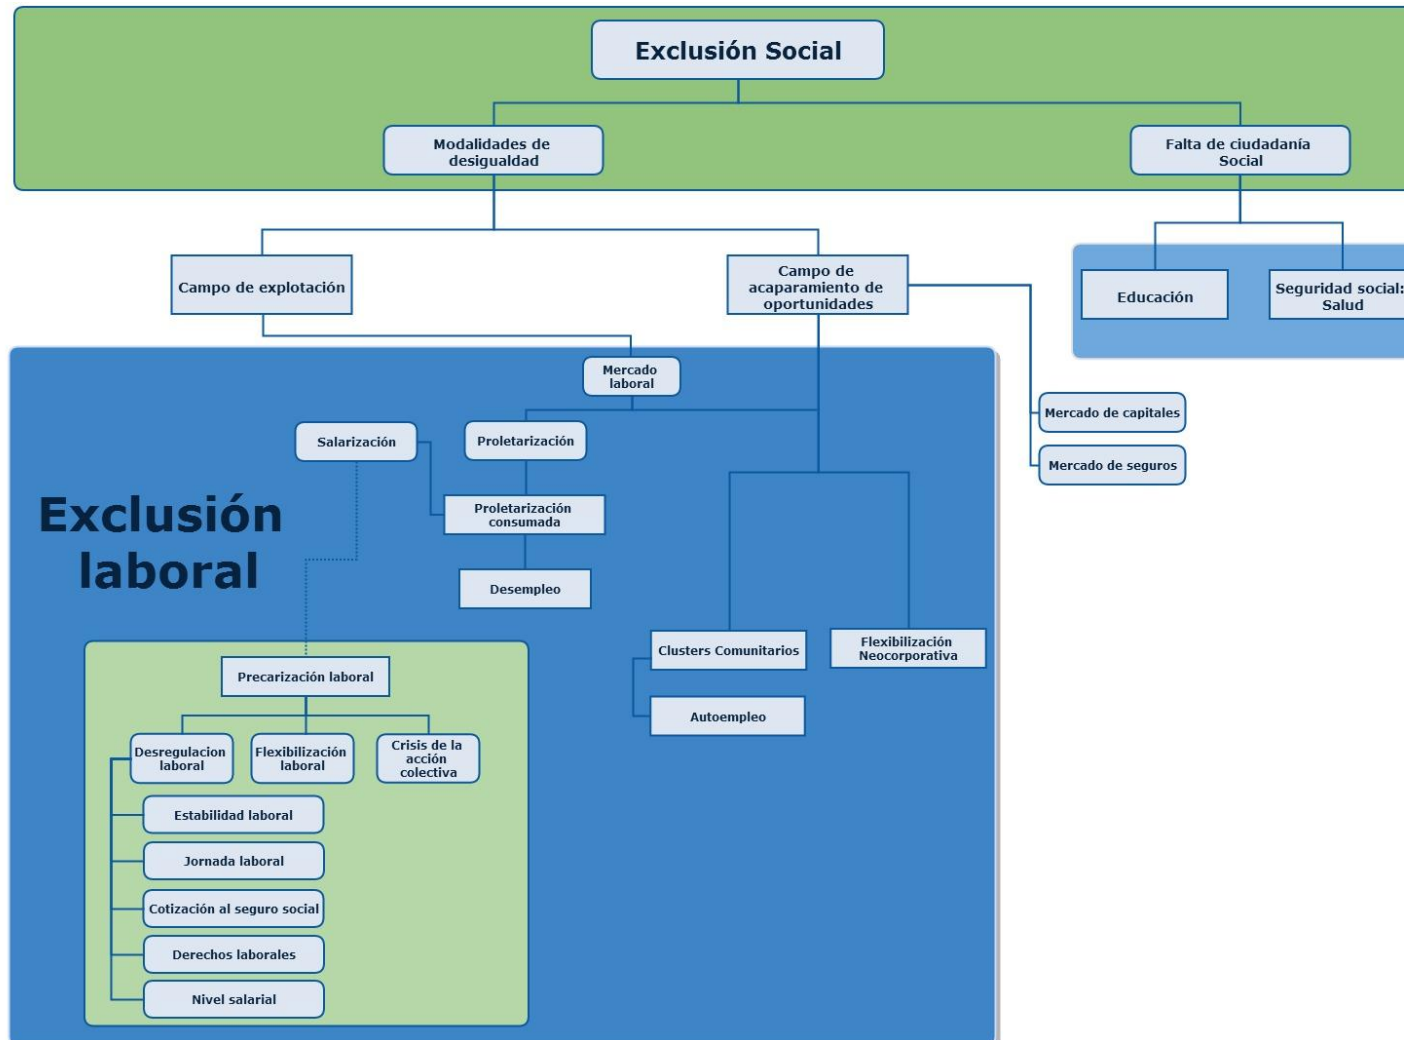 Exclusión Social
Modalidades de
desigualdad
Falta de ciudadanía
Social
Campo de explotación
Campo de
acaparamiento de
oportunidades
Educación
Seguridad social:
Salud
Mercado
laboral
Mercado de capitales
Mercado de seguros
Salarización
Proletarización
Proletarización
consumada
Desempleo
Exclusión
laboral
Clusters Comunitarios
Flexibilización
Neocorporativa
Autoempleo
Precarización laboral
Desregulacion
laboral
Flexibilización
laboral
Crisis de la
acción
colectiva
Estabilidad laboral
Jornada laboral
Cotización al seguro social
Derechos laborales
Nivel salarial